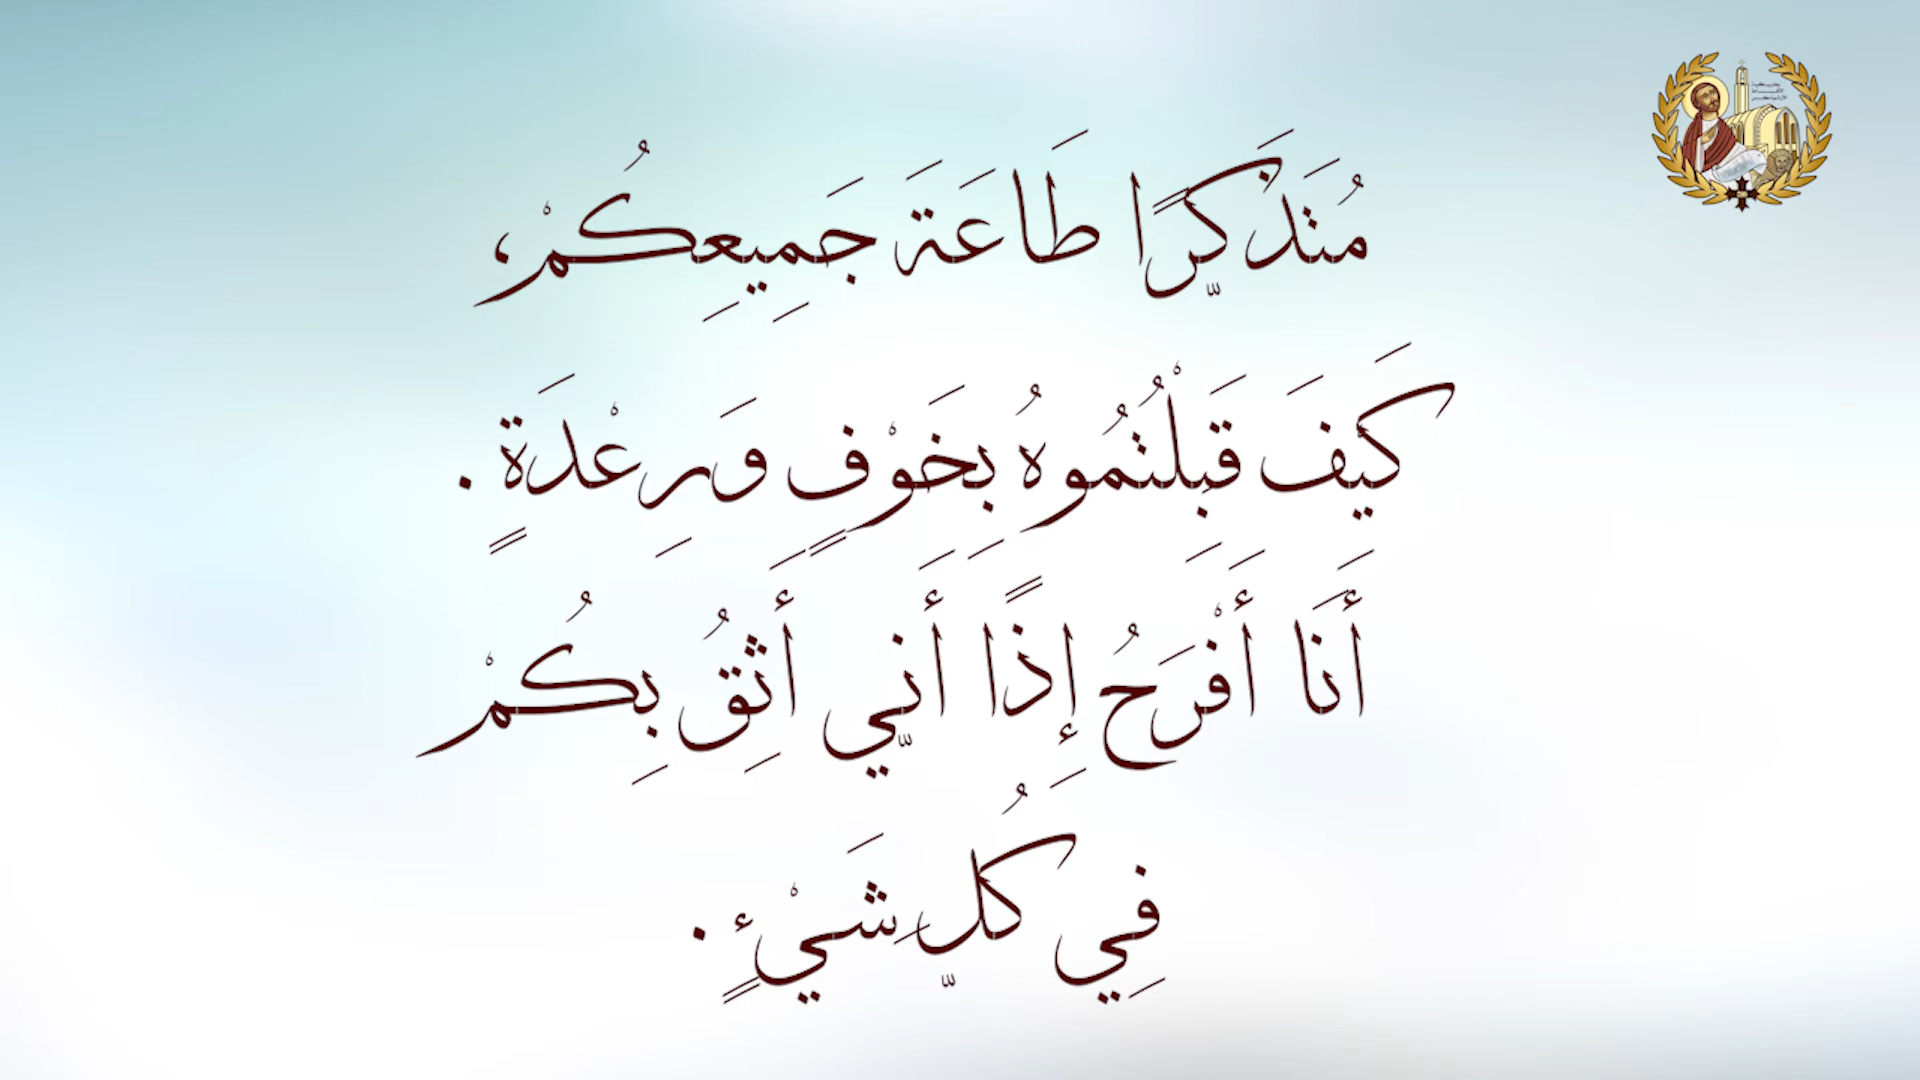 مُتَذَكِّرًا طَاعَةَ جَمِيعِكُمْ،
كَيَفَ قَبِلْتُمُوهُ بِخَوْفٍ وَرِعْدَةٍ .
أَنَا أَفْرَحُ إِذًا أَنِّي أَثِقُ بِكُمْ
فِي كُلِّ شَيْءٍ .